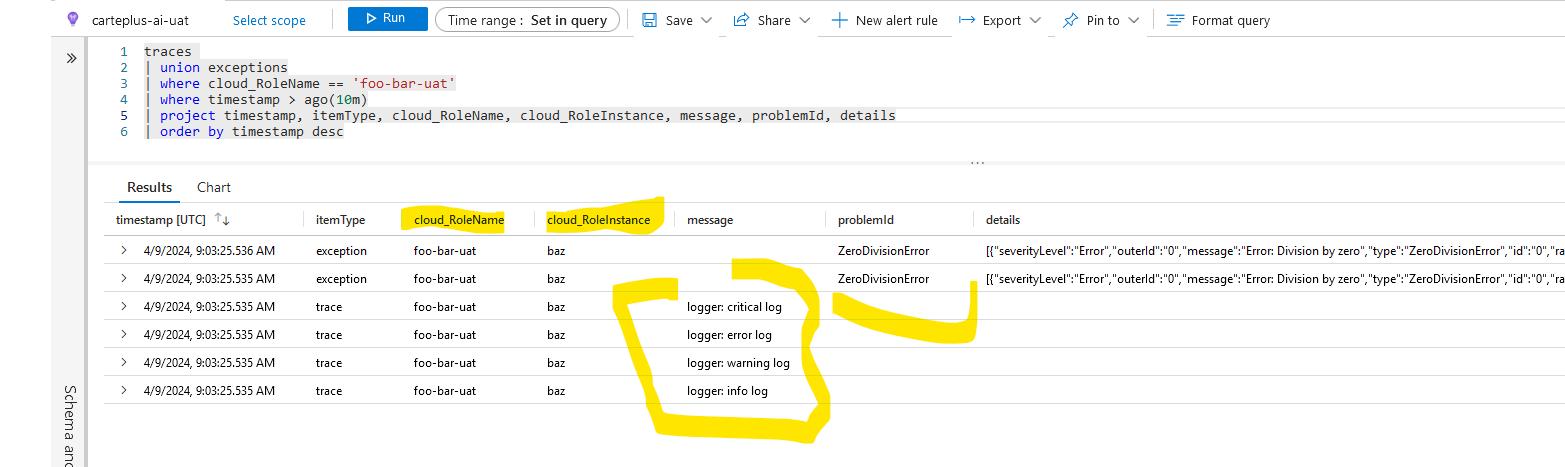 carteplus-ai-uat Select scope Run Time range : Set in query Save Share New alert rule Export Pin to Format query
1 traces
2 | union exceptions
3 | where cloud_RoleName == 'foo-bar-uat'
4 | where timestamp > ago(10m)
5 | project timestamp, itemType, cloud_RoleName, cloud_RoleInstance, message, problemId, details
6 | order by timestamp desc
Results Chart
timestamp [UTC] itemType cloud_RoleName cloud_RoleInstance message problemId details
4/9/2024, 9:03:25.536 AM exception foo-bar-uat baz ZeroDivisionError [{"severityLevel":"Error","outerId":"0","message":"Error: Division by zero","type":"ZeroDivisionError","id":"0","ra
4/9/2024, 9:03:25.535 AM exception foo-bar-uat baz ZeroDivisionError [{"severityLevel":"Error","outerId":"0","message":"Error: Division by zero","type":"ZeroDivisionError","id":"0","ra
4/9/2024, 9:03:25.535 AM trace foo-bar-uat baz logger: critical log
4/9/2024, 9:03:25.535 AM trace foo-bar-uat baz logger: error log
4/9/2024, 9:03:25.535 AM trace foo-bar-uat baz logger: warning log
4/9/2024, 9:03:25.535 AM trace foo-bar-uat baz logger: info log
Schema and